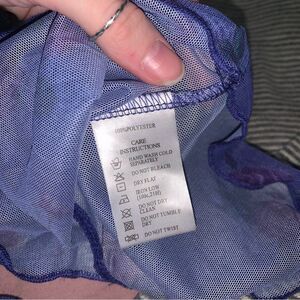 100%POLYESTER
CARE
INSTRUCTIONS
HAND WASH COLD
SEPARATELY
DO NOT BLEACH
DRY FLAT
IRON LOW
DO NOT DRY
CLEAN
DO NOT TUMBLE
DRY
DO NOT TWIST